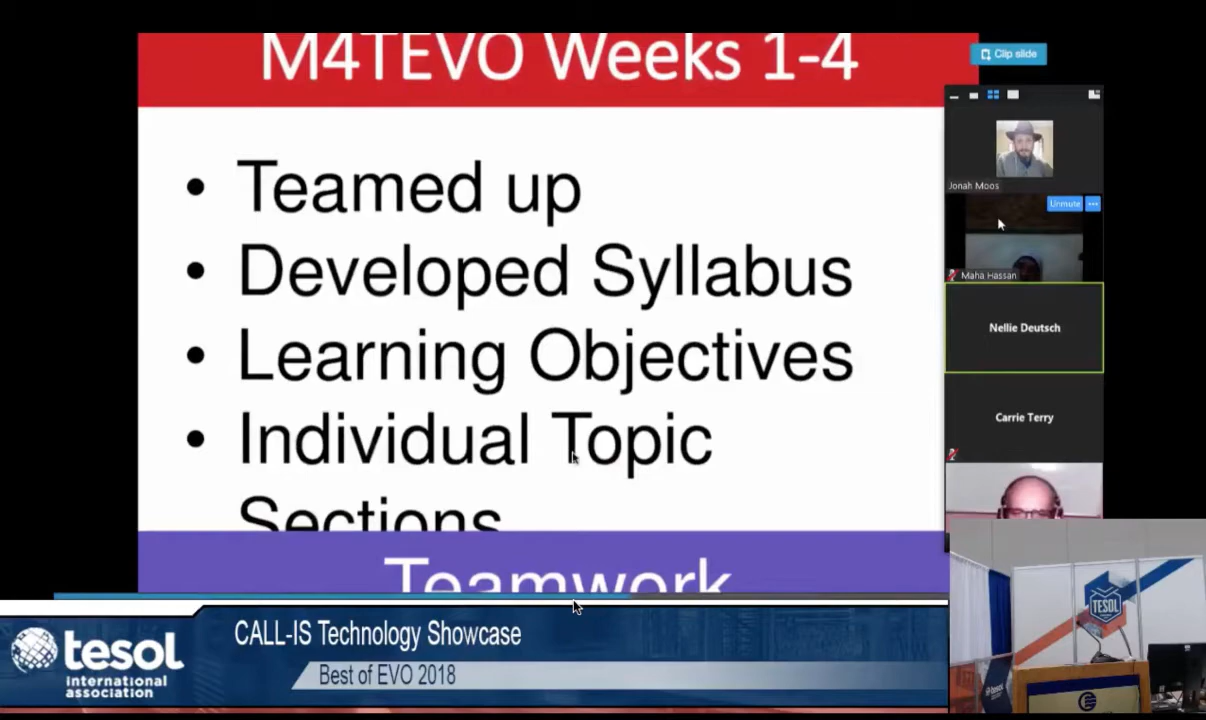 M4TEVO Weeks 1-4
Clip slide
• Teamed up
• Developed Syllabus
• Learning Objectives
• Individual Topic
Sections
Teamwork
Jonah Moos
Unmute
Maha Hassan
Nellie Deutsch
Carrie Terry
TESOL
tesol
tesol
international
association
CALL-IS Technology Showcase
Best of EVO 2018